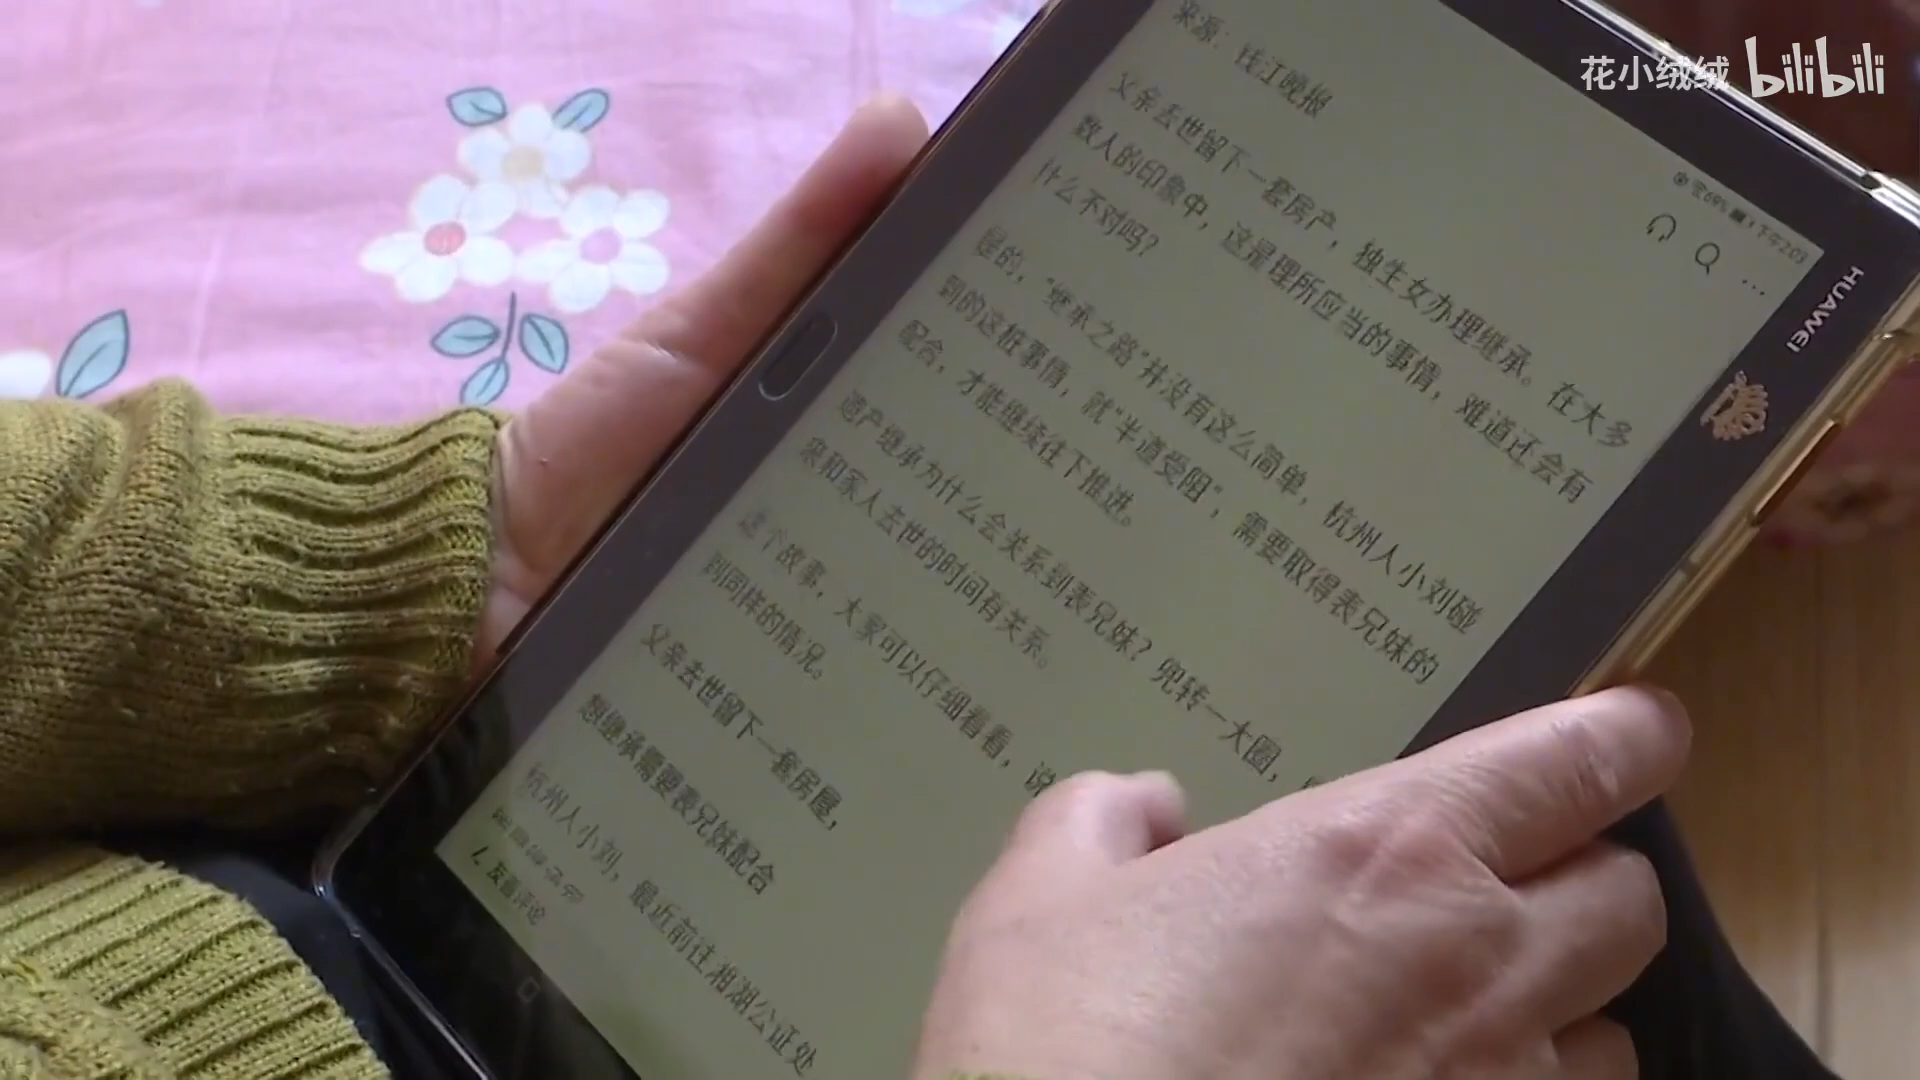 花小绒绒 bilibili
69% 下午2:03
HUAWEI
来源：钱江晚报
父亲去世留下一套房产，独生女办理继承。在大多
数人的印象中，这是理所应当的事情，难道还会有
什么不对吗？
是的，“继承之路”并没有这么简单，杭州人小刘碰
到的这桩事情，就“半道受阻”，需要取得表兄妹的
配合，才能继续往下推进。
遗产继承为什么会关系到表兄妹？兜转一大圈，
来和家人去世的时间有关系。
这个故事，大家可以仔细看看，说
到同样的情况。
父亲去世留下一套房屋，
想继承需要表兄妹配合
杭州人小刘，最近前往湘湖公证处
友善评论